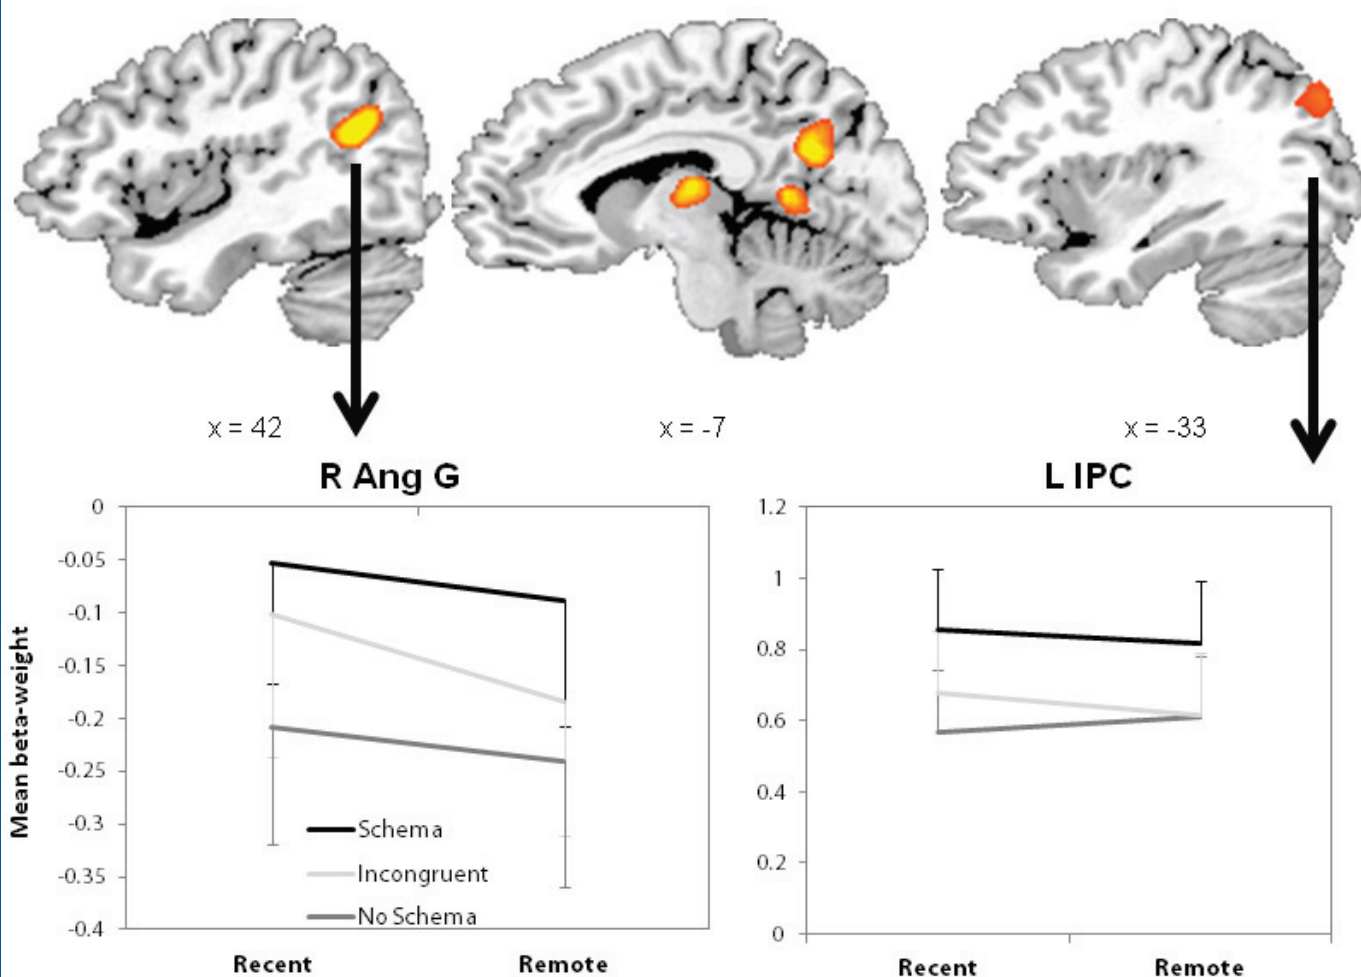 x = 42
x = -7
x = -33
R Ang G
L IPC
Mean beta-weight
0
-0.05
-0.1
-0.15
-0.2
-0.25
-0.3
-0.35
-0.4
Schema
Incongruent
No Schema
Recent
Remote
1.2
1
0.8
0.6
0.4
0.2
0
Recent
Remote